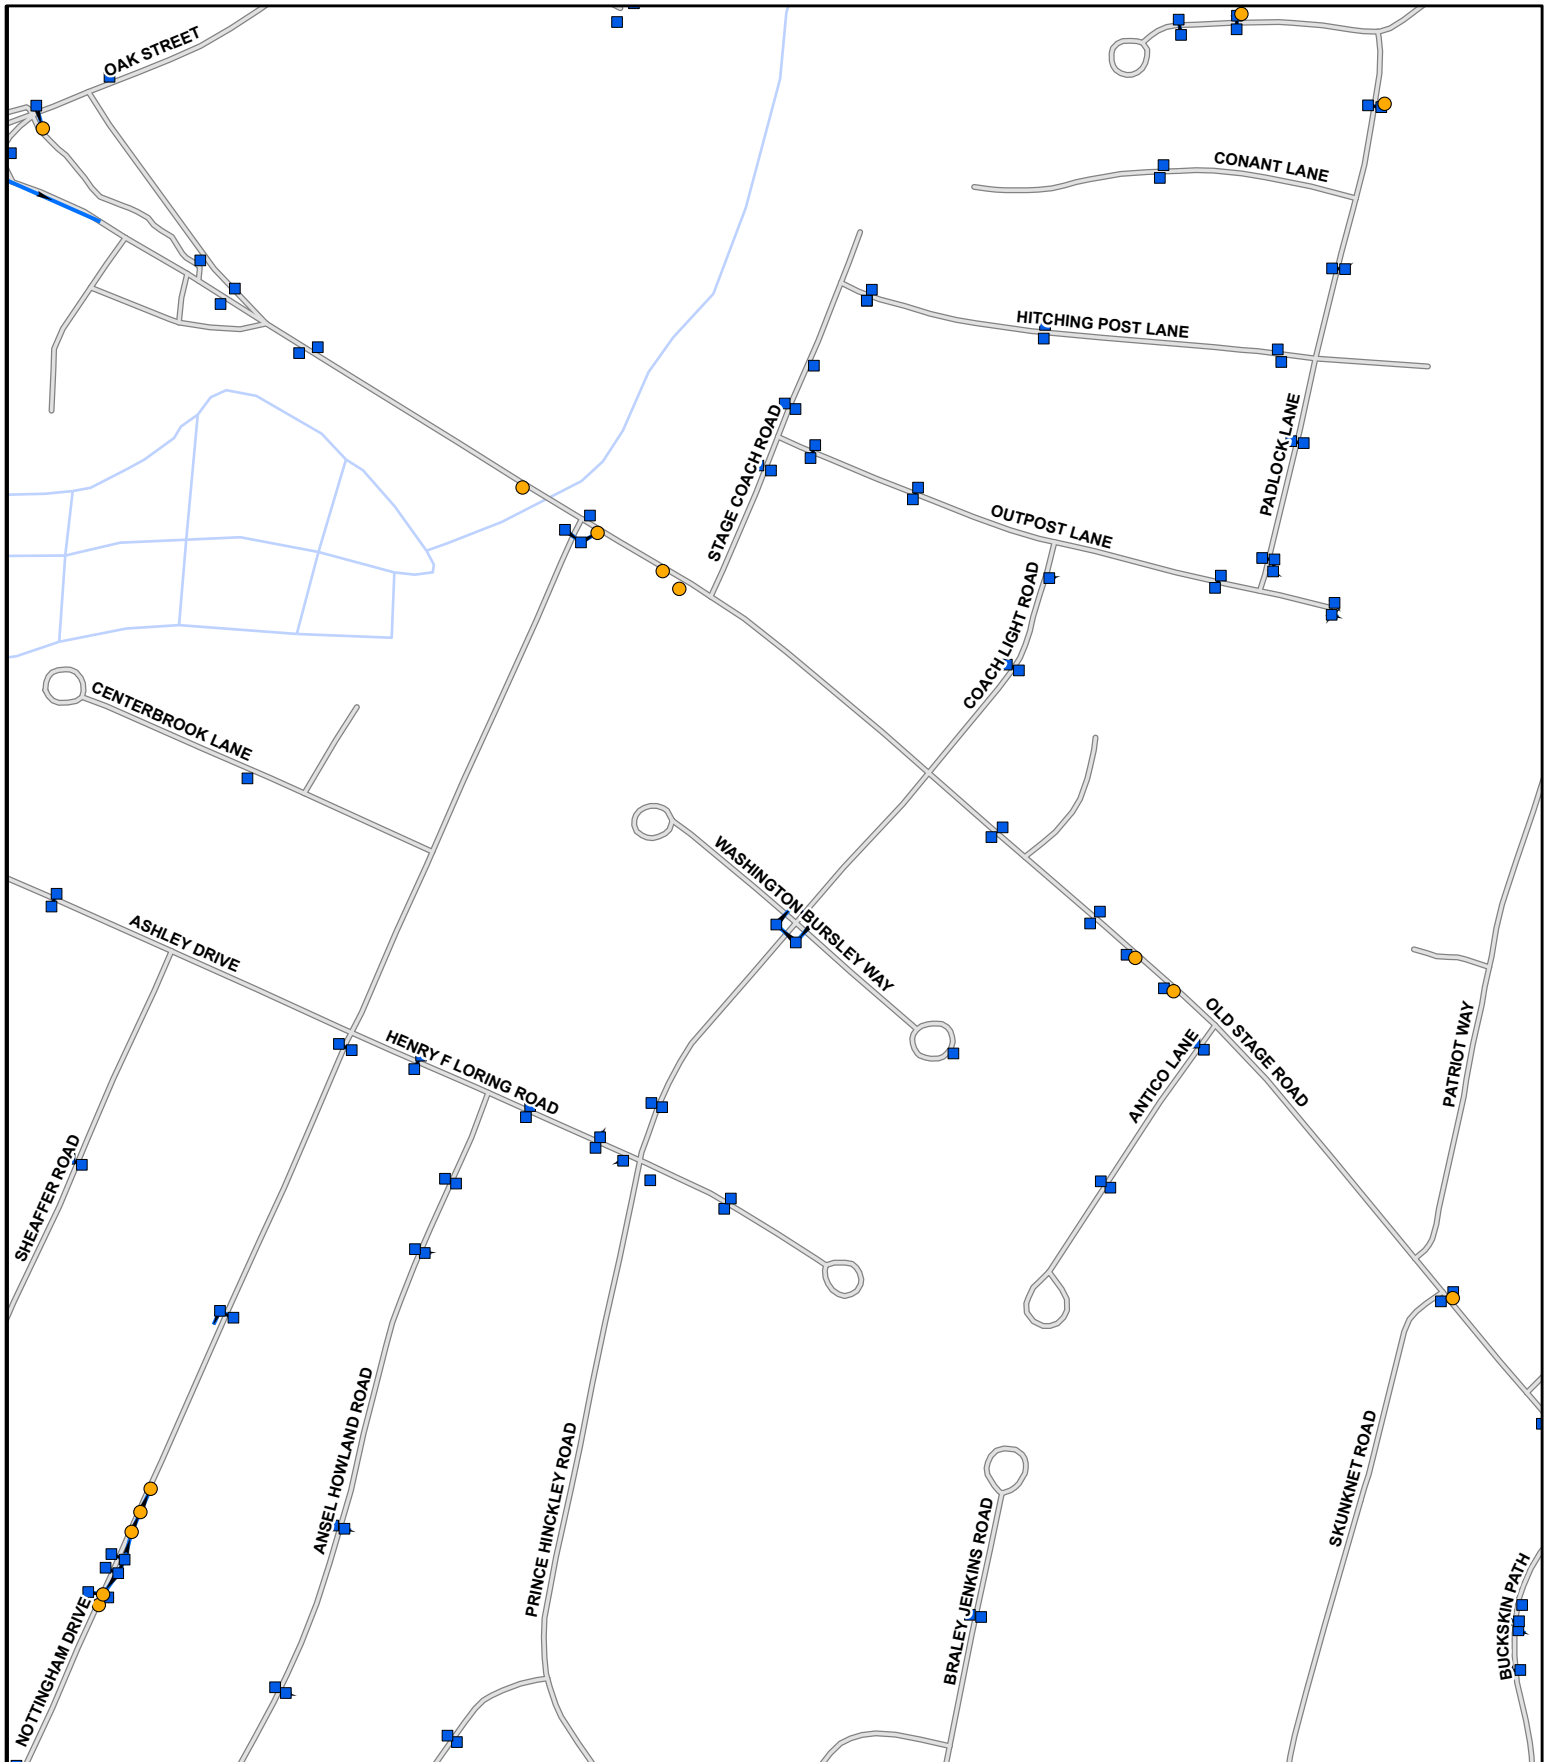 OAK STREET
CONANT LANE
HITCHING POST LANE
STAGE COACH ROAD
PADLOCK LANE
OUTPOST LANE
COACH LIGHT ROAD
CENTERBROOK LANE
WASHINGTON BURSLEY WAY
ASHLEY DRIVE
HENRY F LORING ROAD
OLD STAGE ROAD
ANTICO LANE
PATRIOT WAY
SHEAFFER ROAD
ANSEL HOWLAND ROAD
PRINCE HINCKLEY ROAD
SKUNKNET ROAD
BRALEY JENKINS ROAD
BUCKSKIN PATH
NOTTINGHAM DRIVE